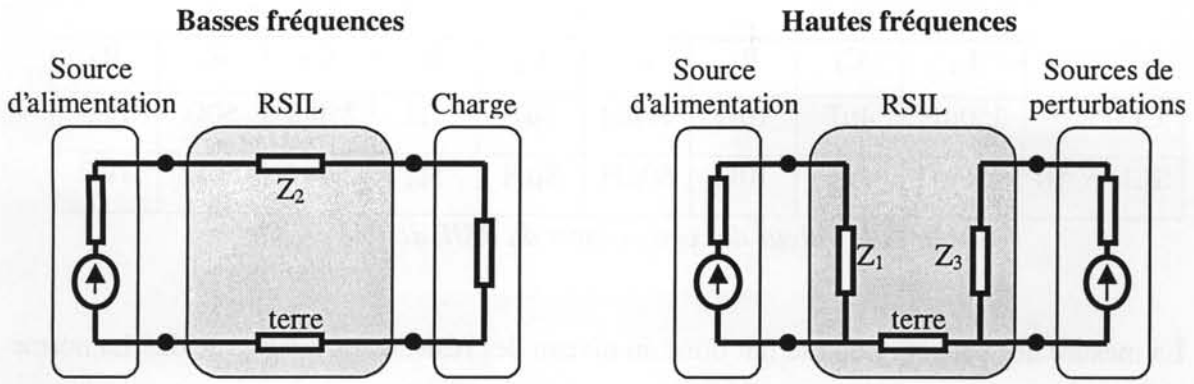 Basses fréquences
Source
d'alimentation
RSIL
Charge
Z2
terre
Hautes fréquences
Source
d'alimentation
RSIL
Sources de
perturbations
Z1
Z3
terre